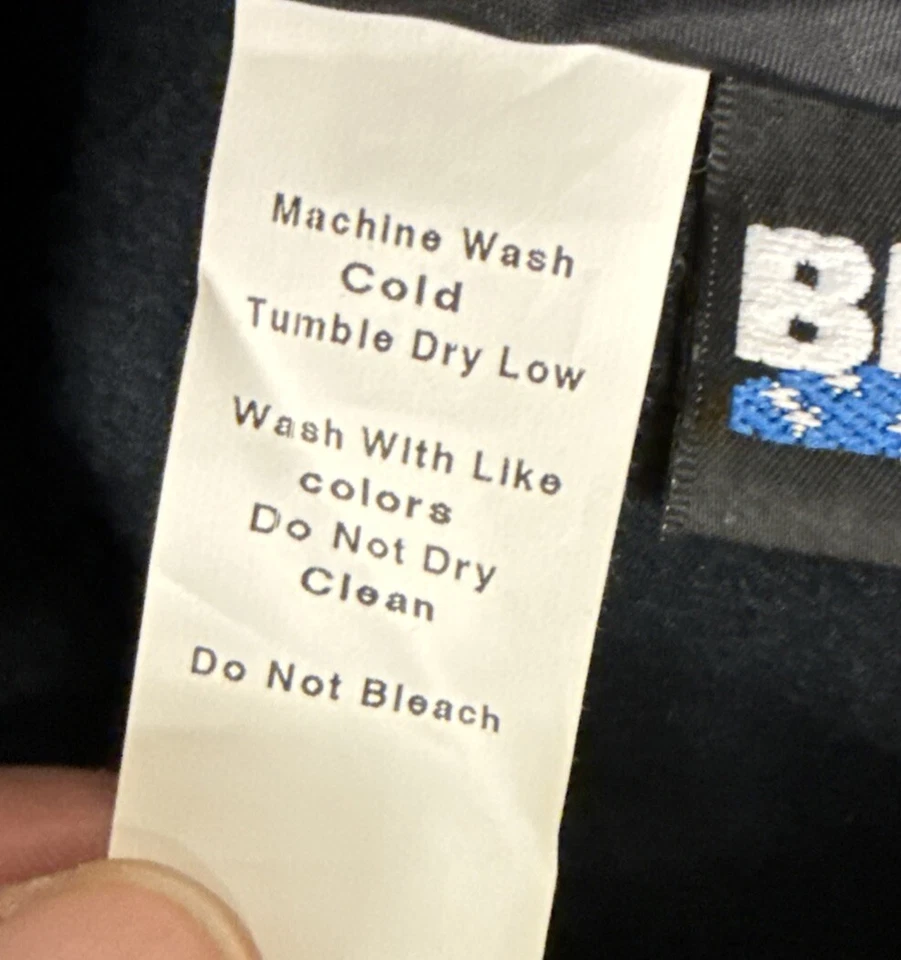 Machine Wash
Cold
Tumble Dry Low
Wash With Like
colors
Do Not Dry
Clean
Do Not Bleach
B